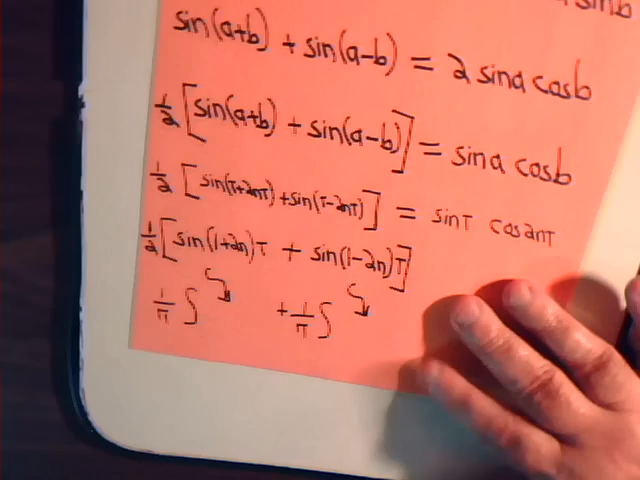 sinb
sin(a+b) + sin(a-b) = 2 sina cosb
1/2 [sin(a+b) + sin(a-b)] = sina cosb
1/2 [sin(τ+2nτ) + sin(τ-2nτ)] = sinτ cos2nτ
1/2 [sin(1+2n)τ + sin(1-2n)τ]
1/π ∫ + 1/π ∫